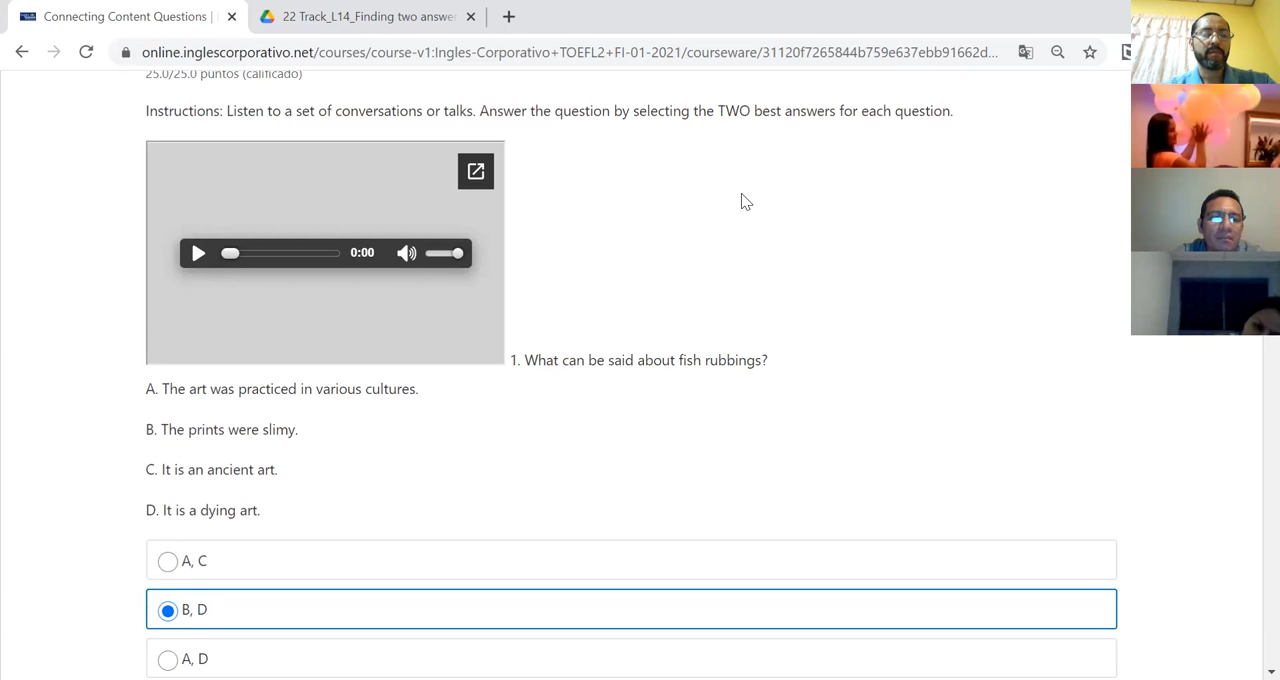 Connecting Content Questions |
22 Track_L14_Finding two answer
online.inglescorporativo.net/courses/course-v1:Ingles-Corporativo+TOEFL2+FI-01-2021/courseware/31120f7265844b759e637ebb91662d...
25.0/25.0 puntos (calificado)
Instructions: Listen to a set of conversations or talks. Answer the question by selecting the TWO best answers for each question.
0:00
1. What can be said about fish rubbings?
A. The art was practiced in various cultures.
B. The prints were slimy.
C. It is an ancient art.
D. It is a dying art.
A, C
B, D
A, D